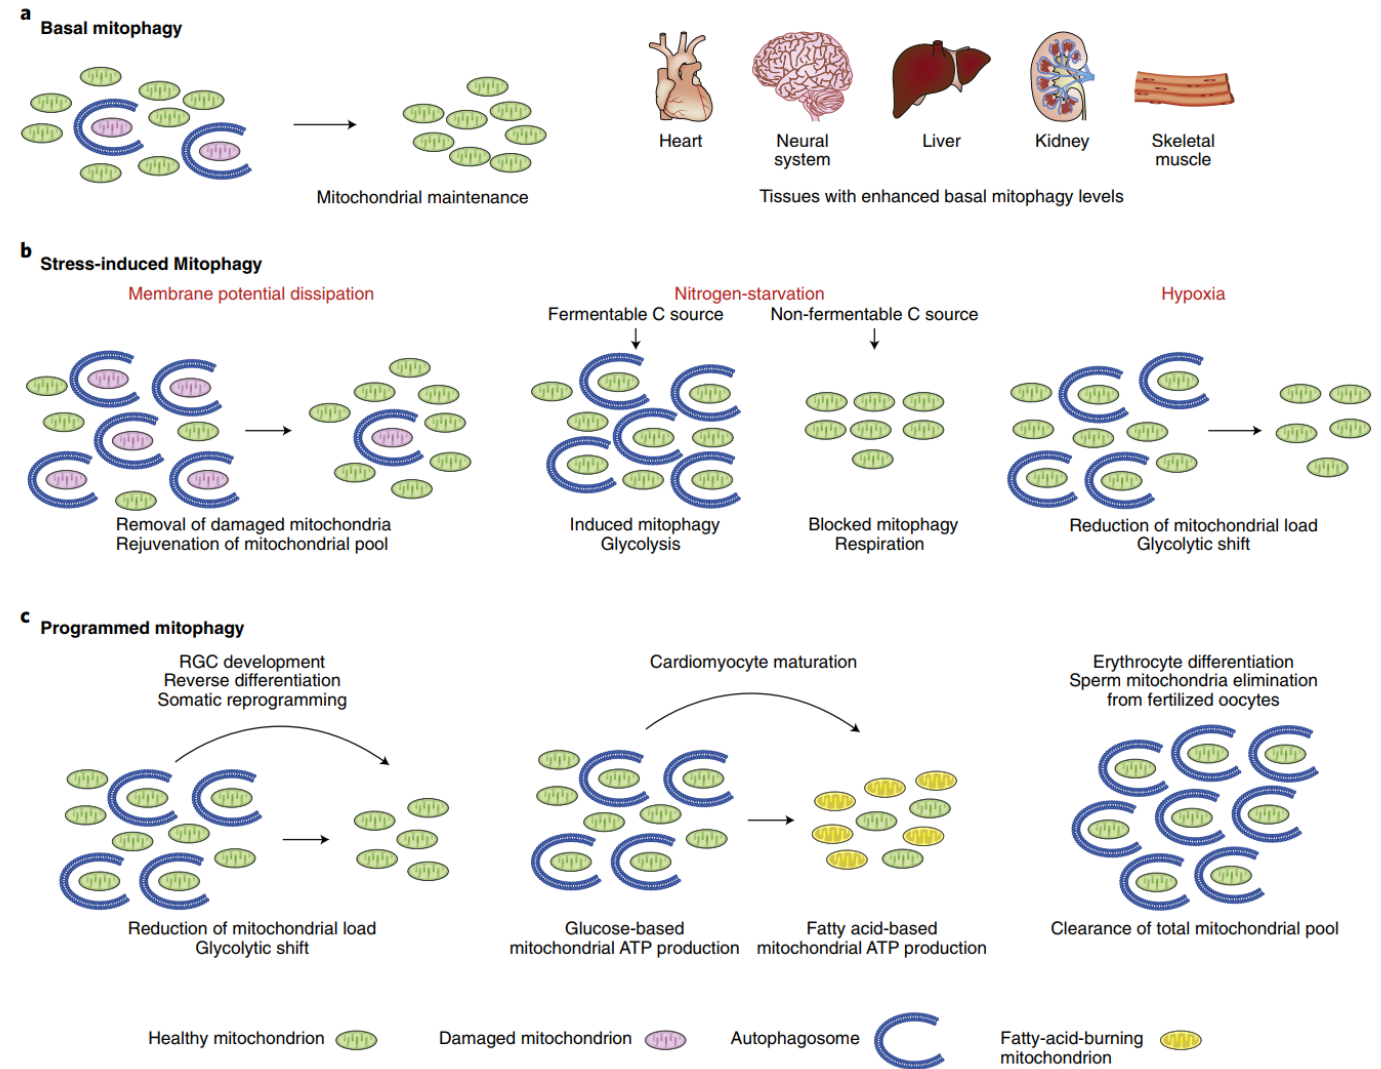 a
Basal mitophagy
Heart
Neural
system
Liver
Kidney
Skeletal
muscle
Mitochondrial maintenance
Tissues with enhanced basal mitophagy levels
b
Stress-induced Mitophagy
Membrane potential dissipation
Nitrogen-starvation
Hypoxia
Fermentable C source
Non-fermentable C source
Removal of damaged mitochondria
Rejuvenation of mitochondrial pool
Induced mitophagy
Glycolysis
Blocked mitophagy
Respiration
Reduction of mitochondrial load
Glycolytic shift
c
Programmed mitophagy
RGC development
Reverse differentiation
Somatic reprogramming
Cardiomyocyte maturation
Erythrocyte differentiation
Sperm mitochondria elimination
from fertilized oocytes
Reduction of mitochondrial load
Glycolytic shift
Glucose-based
mitochondrial ATP production
Fatty acid-based
mitochondrial ATP production
Clearance of total mitochondrial pool
Healthy mitochondrion
Damaged mitochondrion
Autophagosome
Fatty-acid-burning
mitochondrion